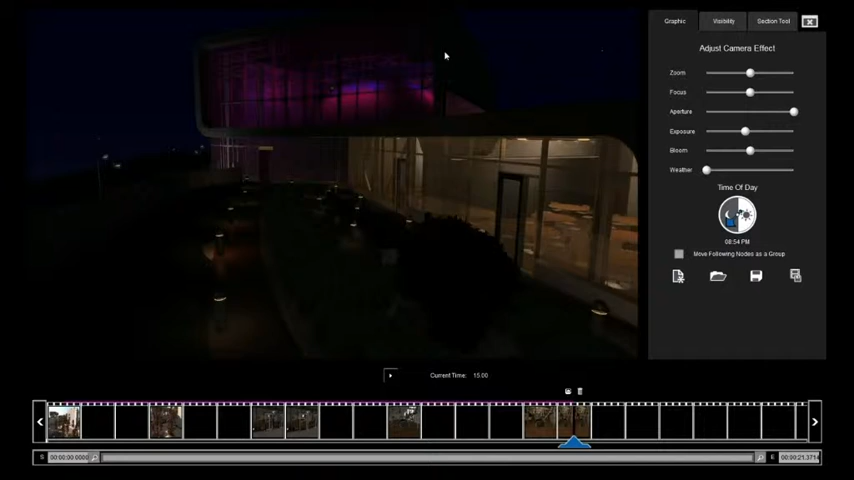 Graphic Visibility Section Tool
Adjust Camera Effect
Zoom
Focus
Aperture
Exposure
Bloom
Weather
Time Of Day
08:54 PM
Move Following Nodes as a Group
Current Time: 15.00
S 00:00:00.0000 E 00:00:21.3714